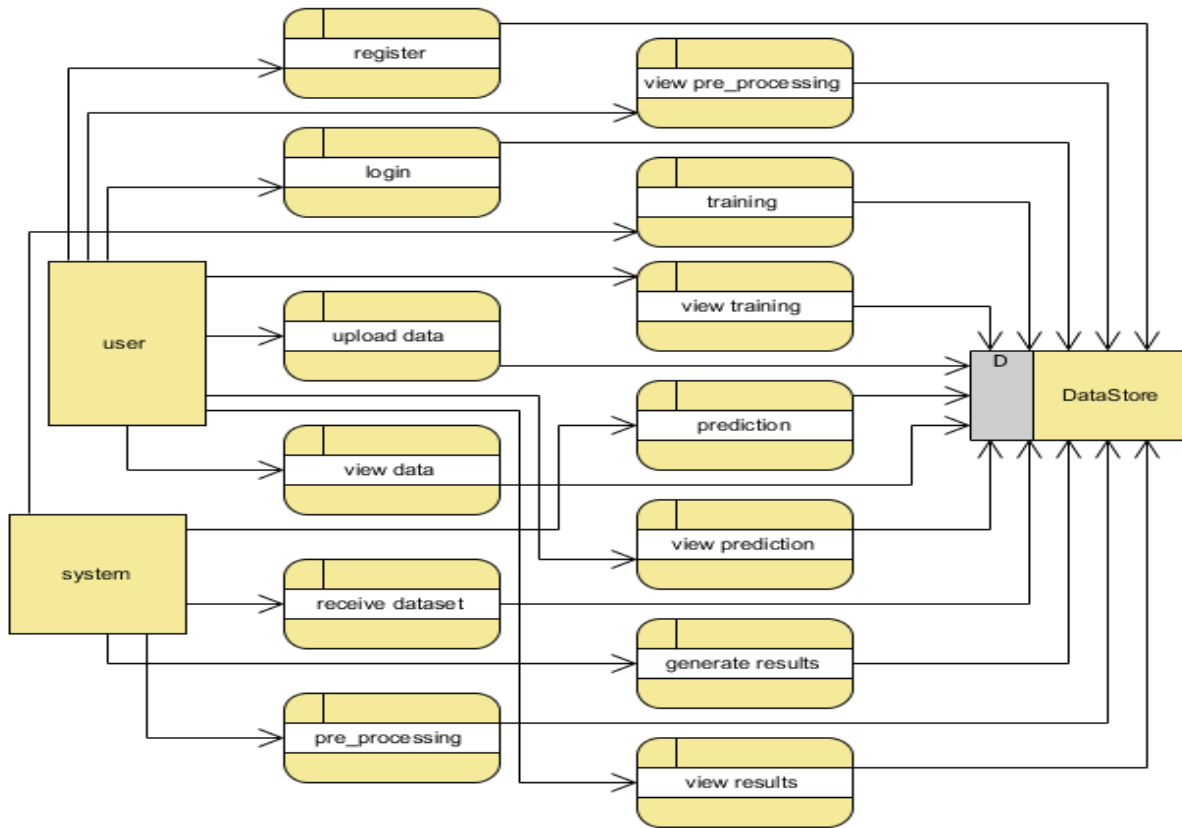 register
view pre_processing
login
training
user
upload data
view training
D
DataStore
prediction
view data
view prediction
system
receive dataset
generate results
pre_processing
view results